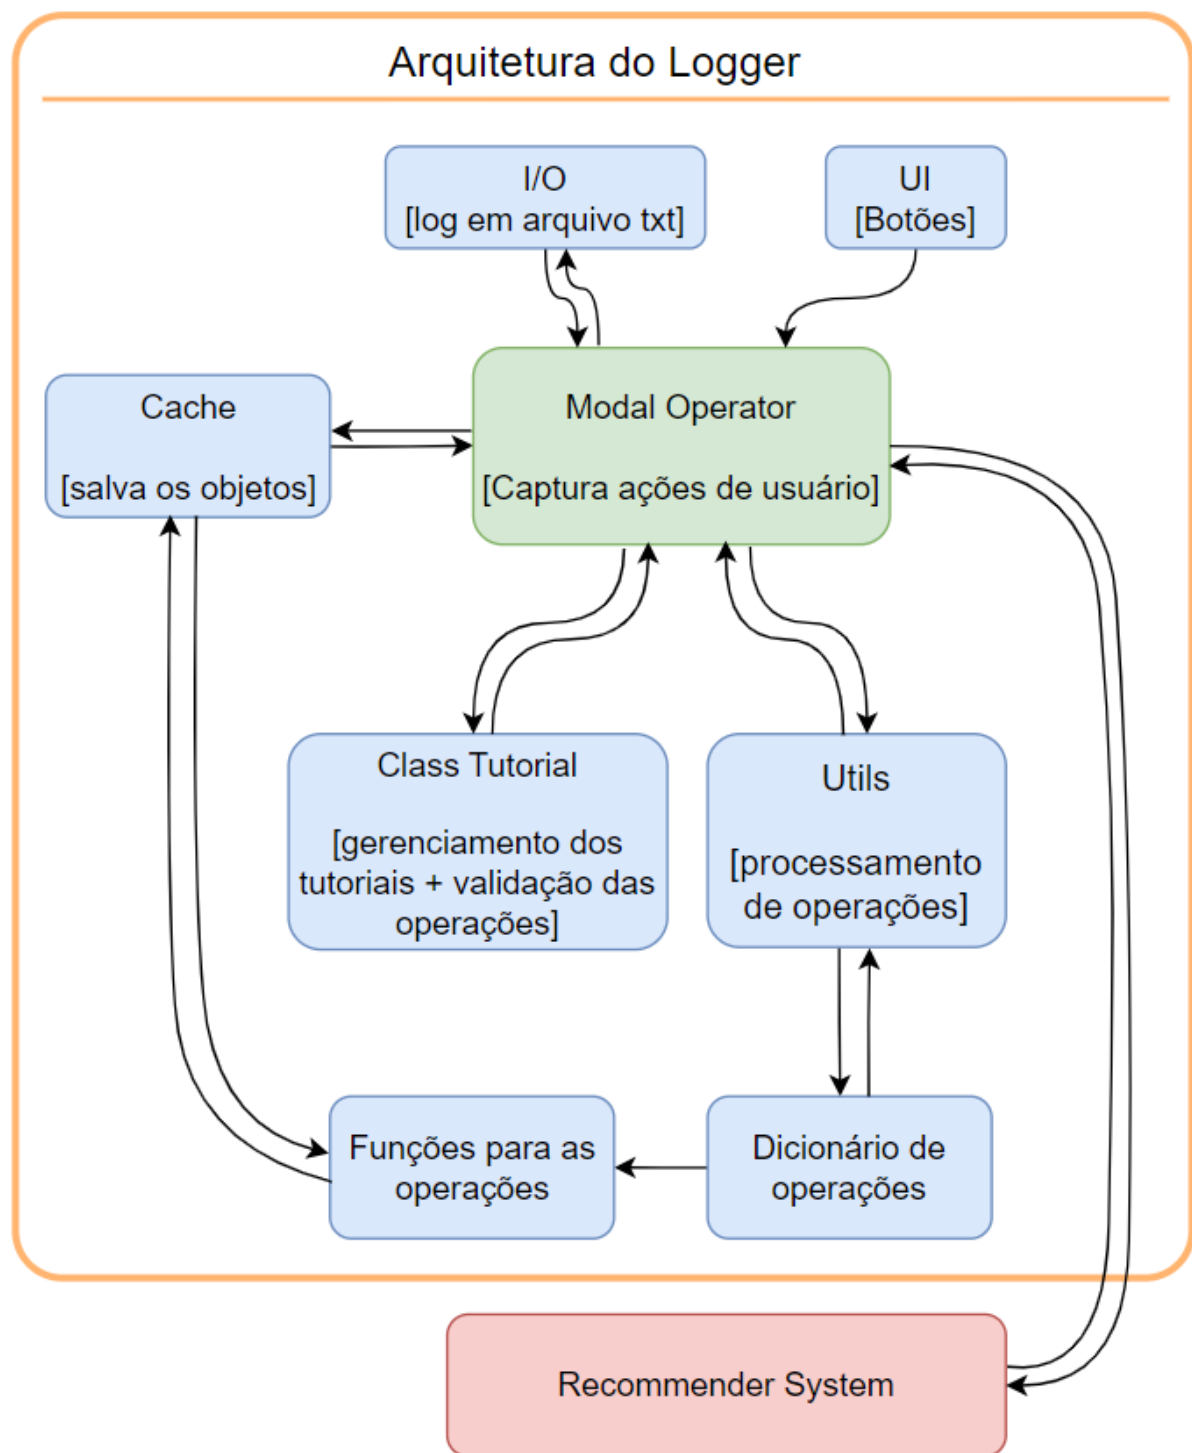 Arquitetura do Logger
I/O
[log em arquivo txt]
UI
[Botões]
Cache
[salva os objetos]
Modal Operator
[Captura ações de usuário]
Class Tutorial
[gerenciamento dos
tutoriais + validação das
operações]
Utils
[processamento
de operações]
Funções para as
operações
Dicionário de
operações
Recommender System